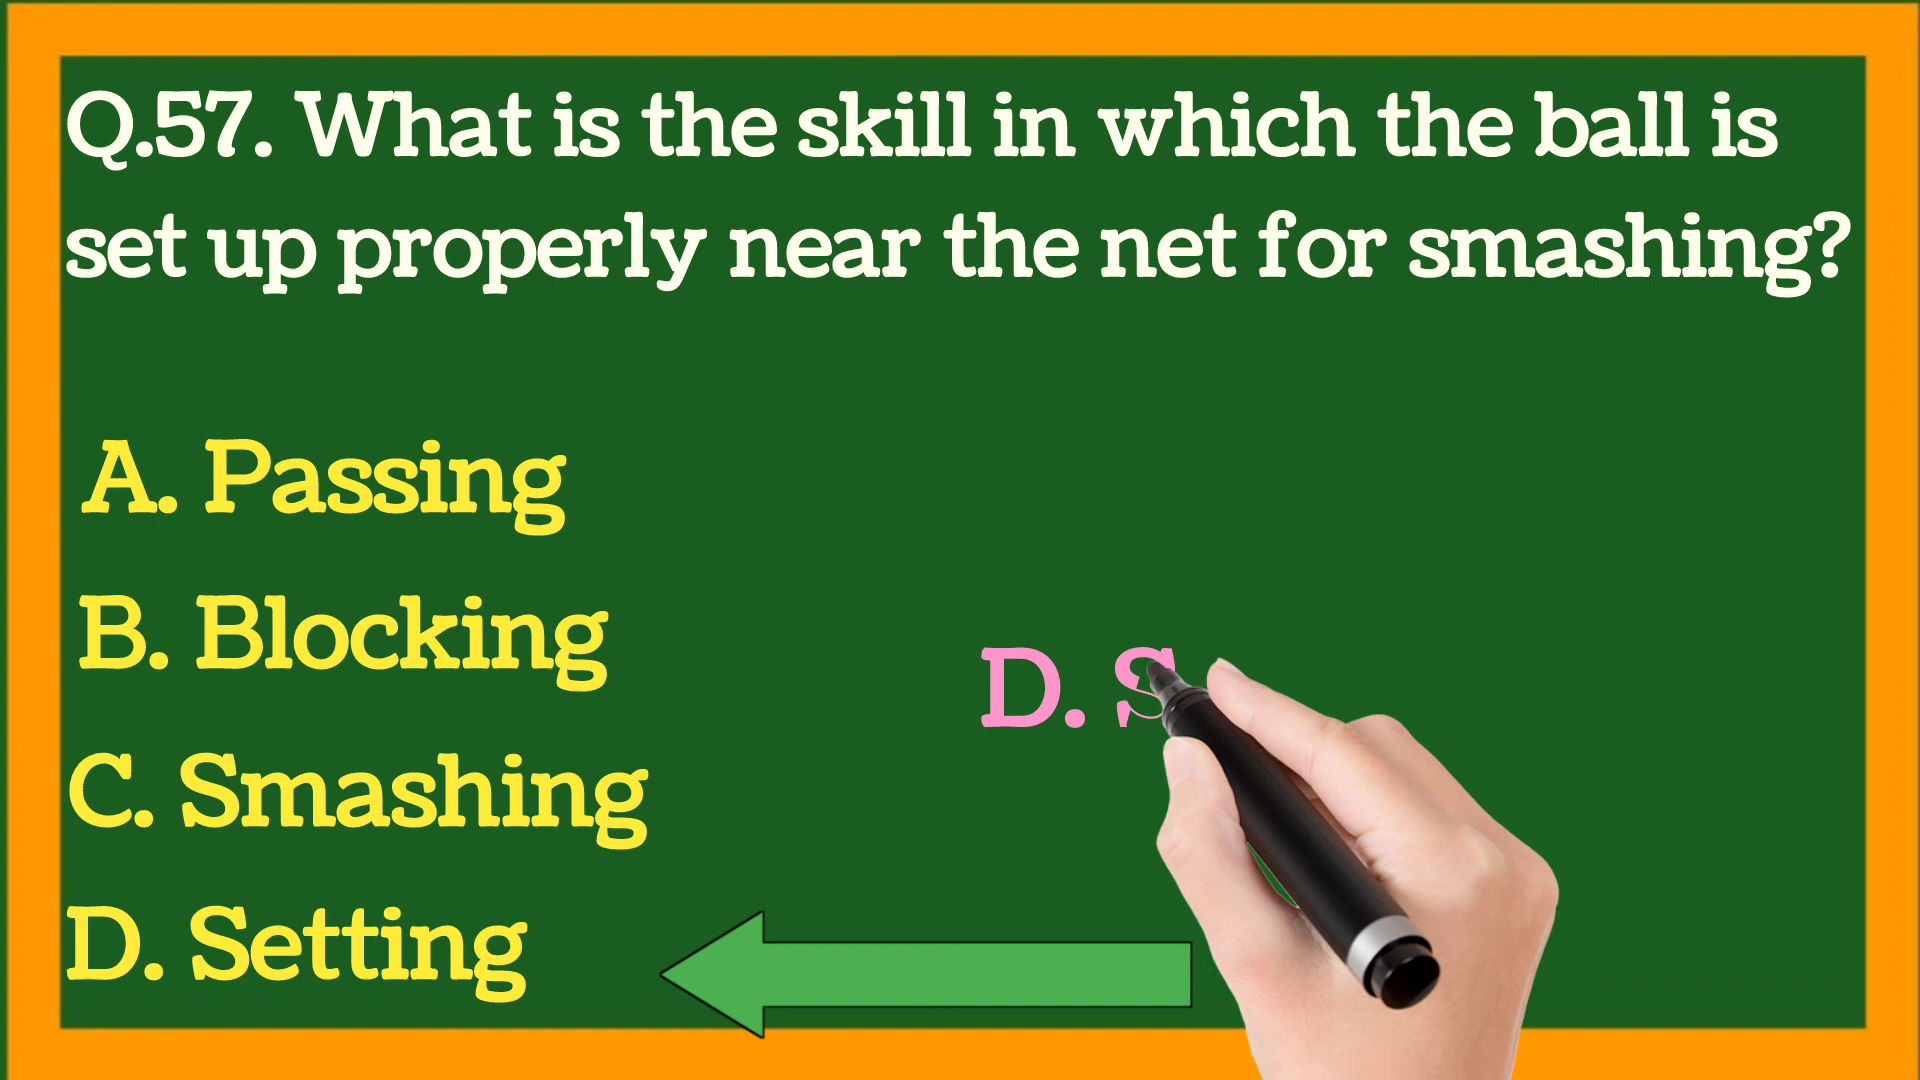 Q.57. What is the skill in which the ball is
set up properly near the net for smashing?
A. Passing
B. Blocking
C. Smashing
D. Setting
D. S